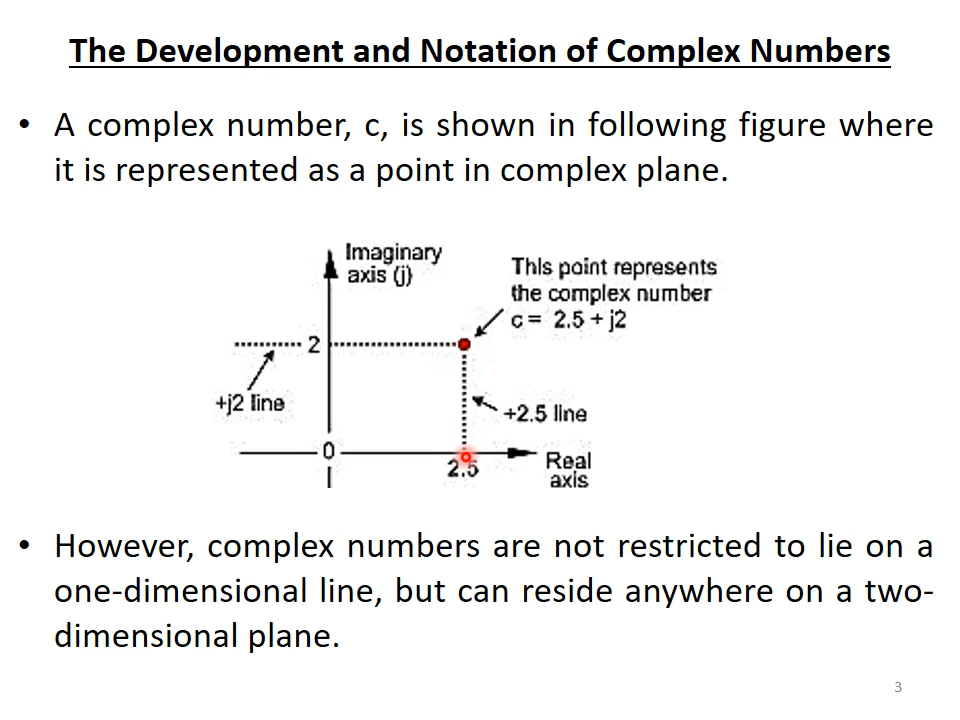 The Development and Notation of Complex Numbers
• A complex number, c, is shown in following figure where
it is represented as a point in complex plane.
Imaginary
axis (j)
This point represents
the complex number
c = 2.5 + j2
2
+j2 line
+2.5 line
0
2.5
Real
axis
• However, complex numbers are not restricted to lie on a
one-dimensional line, but can reside anywhere on a two-
dimensional plane.
3